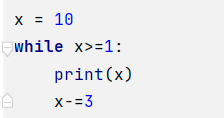 x = 10
while x>=1:
    print(x)
    x-=3